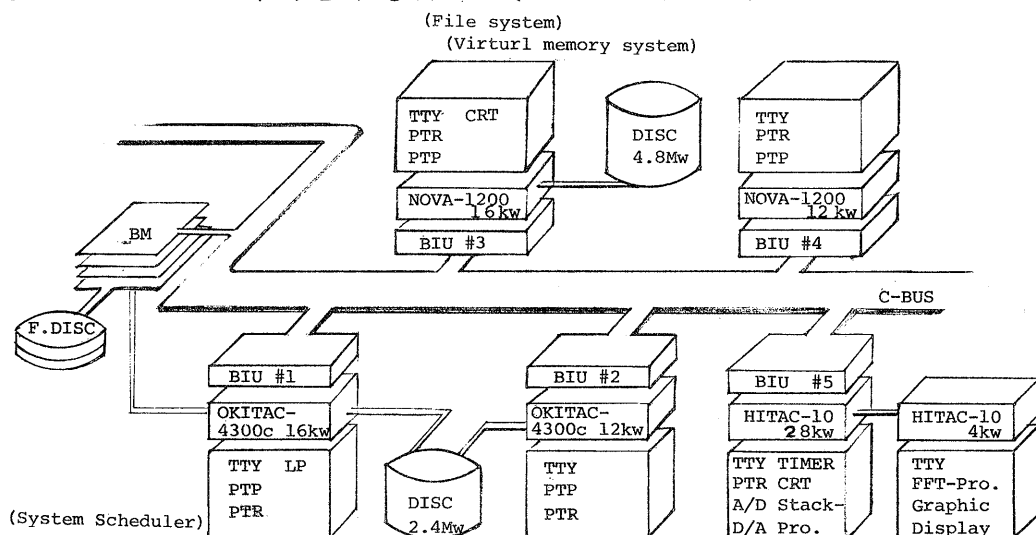 (File system)
(Virturl memory system)
TTY CRT
PTR
PTP
DISC
4.8Mw
TTY
PTR
PTP
NOVA-1200
16kw
NOVA-1200
12kw
BM
BIU #3
BIU #4
C-BUS
F.DISC
BIU #1
BIU #2
BIU #5
OKITAC-
4300c 16kw
OKITAC-
4300c 12kw
HITAC-10
28kw
HITAC-10
4kw
TTY LP
PTP
PTR
DISC
2.4Mw
TTY
PTP
PTR
TTY TIMER
PTR CRT
A/D Stack-
D/A Pro.
TTY
FFT-Pro.
Graphic
Display
(System Scheduler)